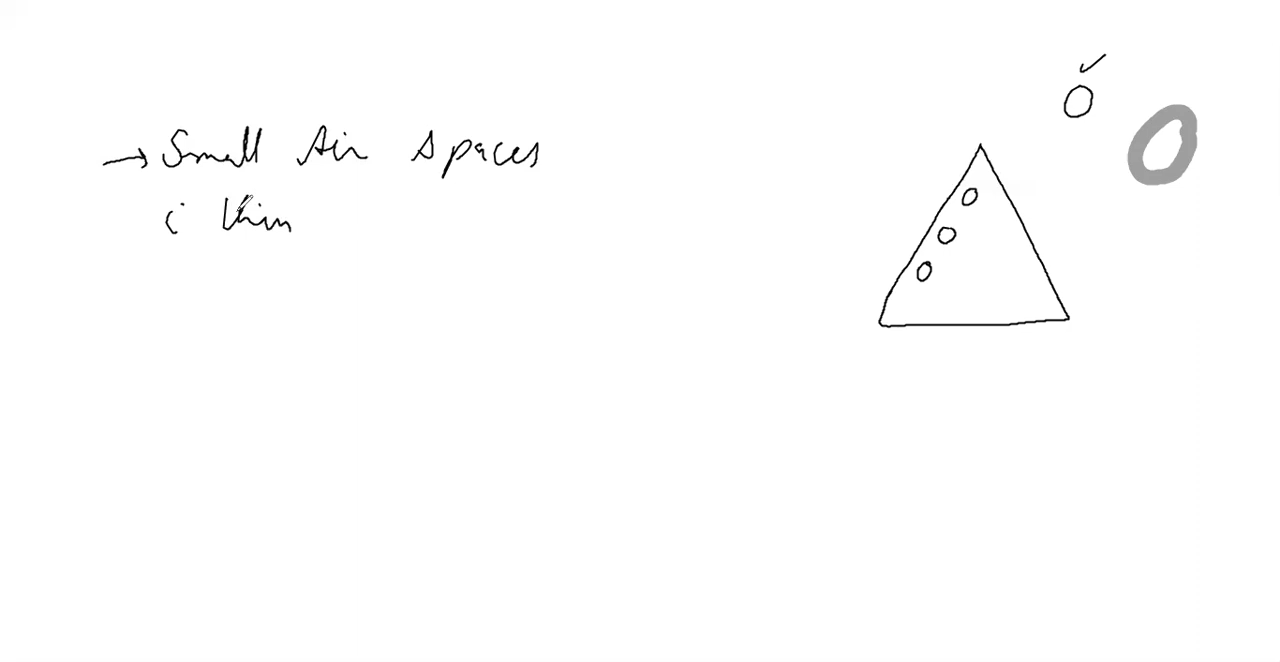 → Small Air spaces
c̄ thin